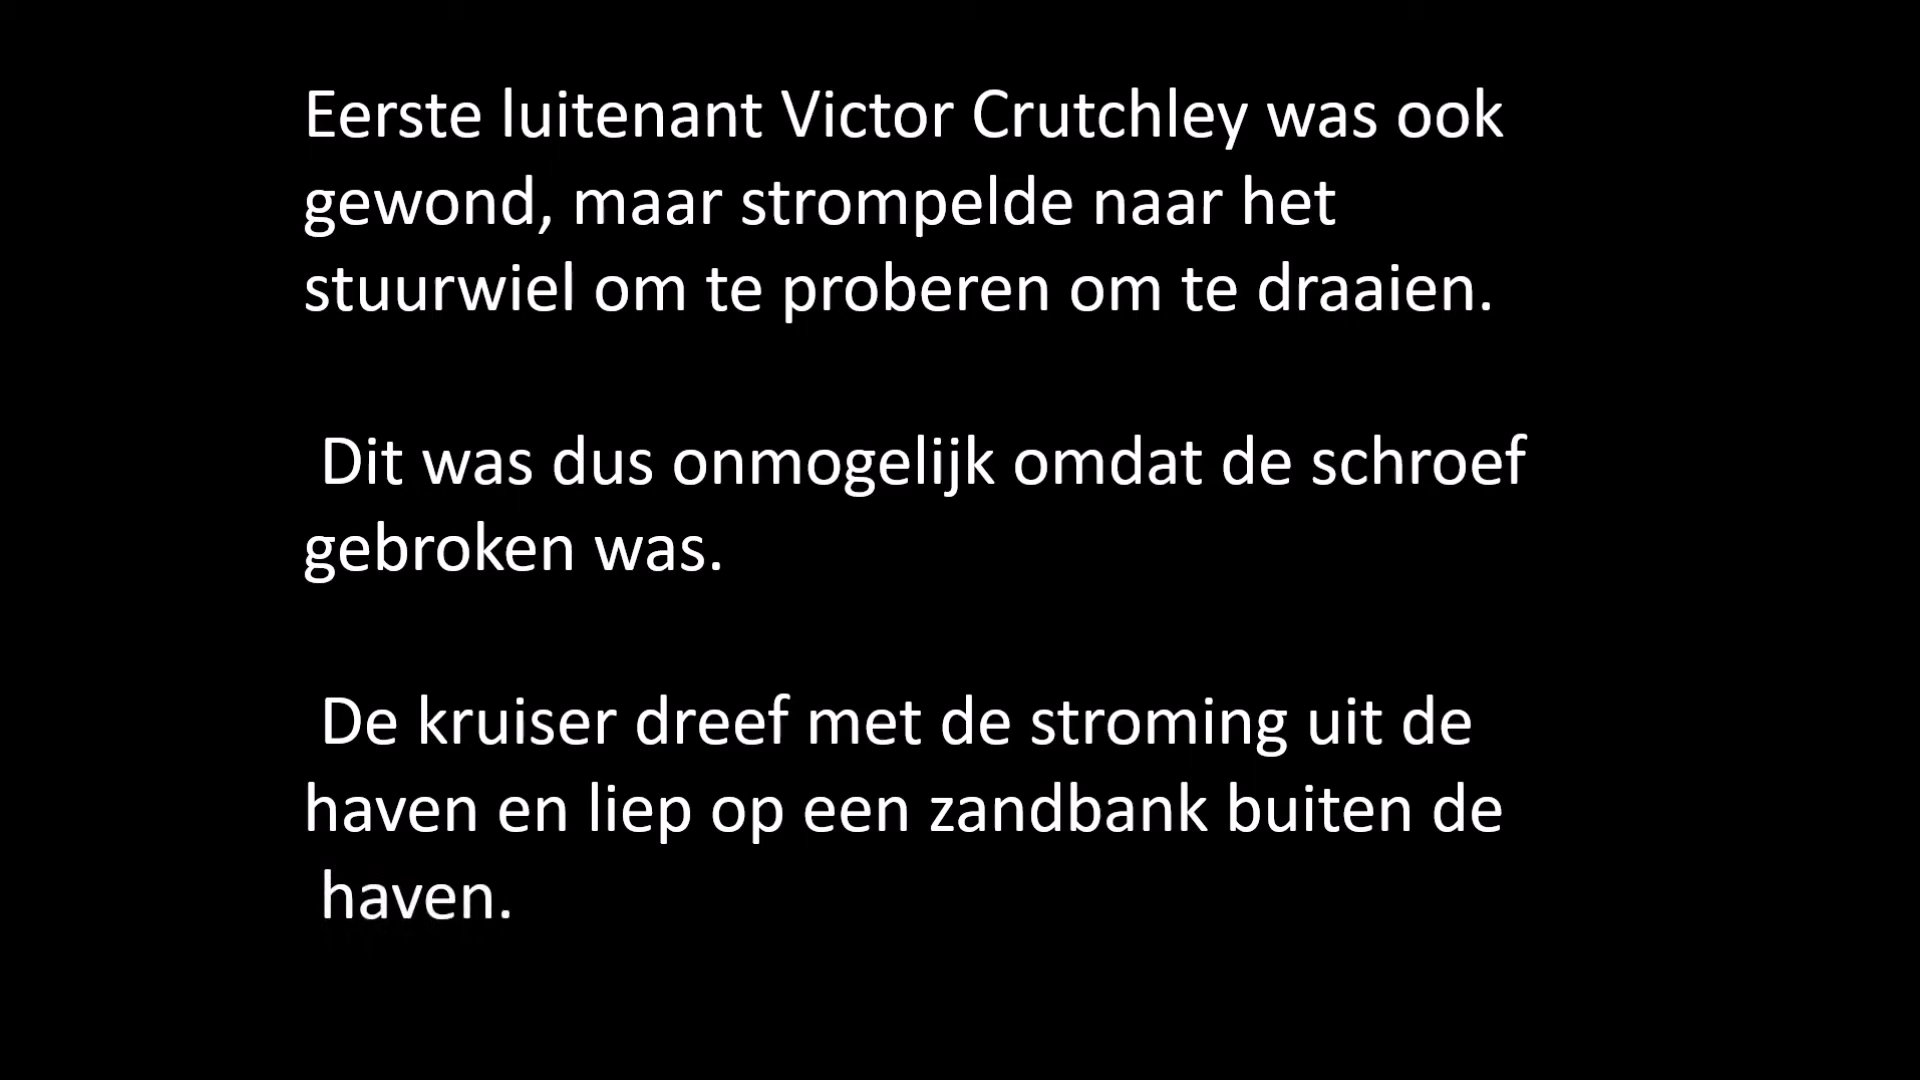 Eerste luitenant Victor Crutchley was ook
gewond, maar strompelde naar het
stuurwiel om te proberen om te draaien.
Dit was dus onmogelijk omdat de schroef
gebroken was.
De kruiser dreef met de stroming uit de
haven en liep op een zandbank buiten de
haven.